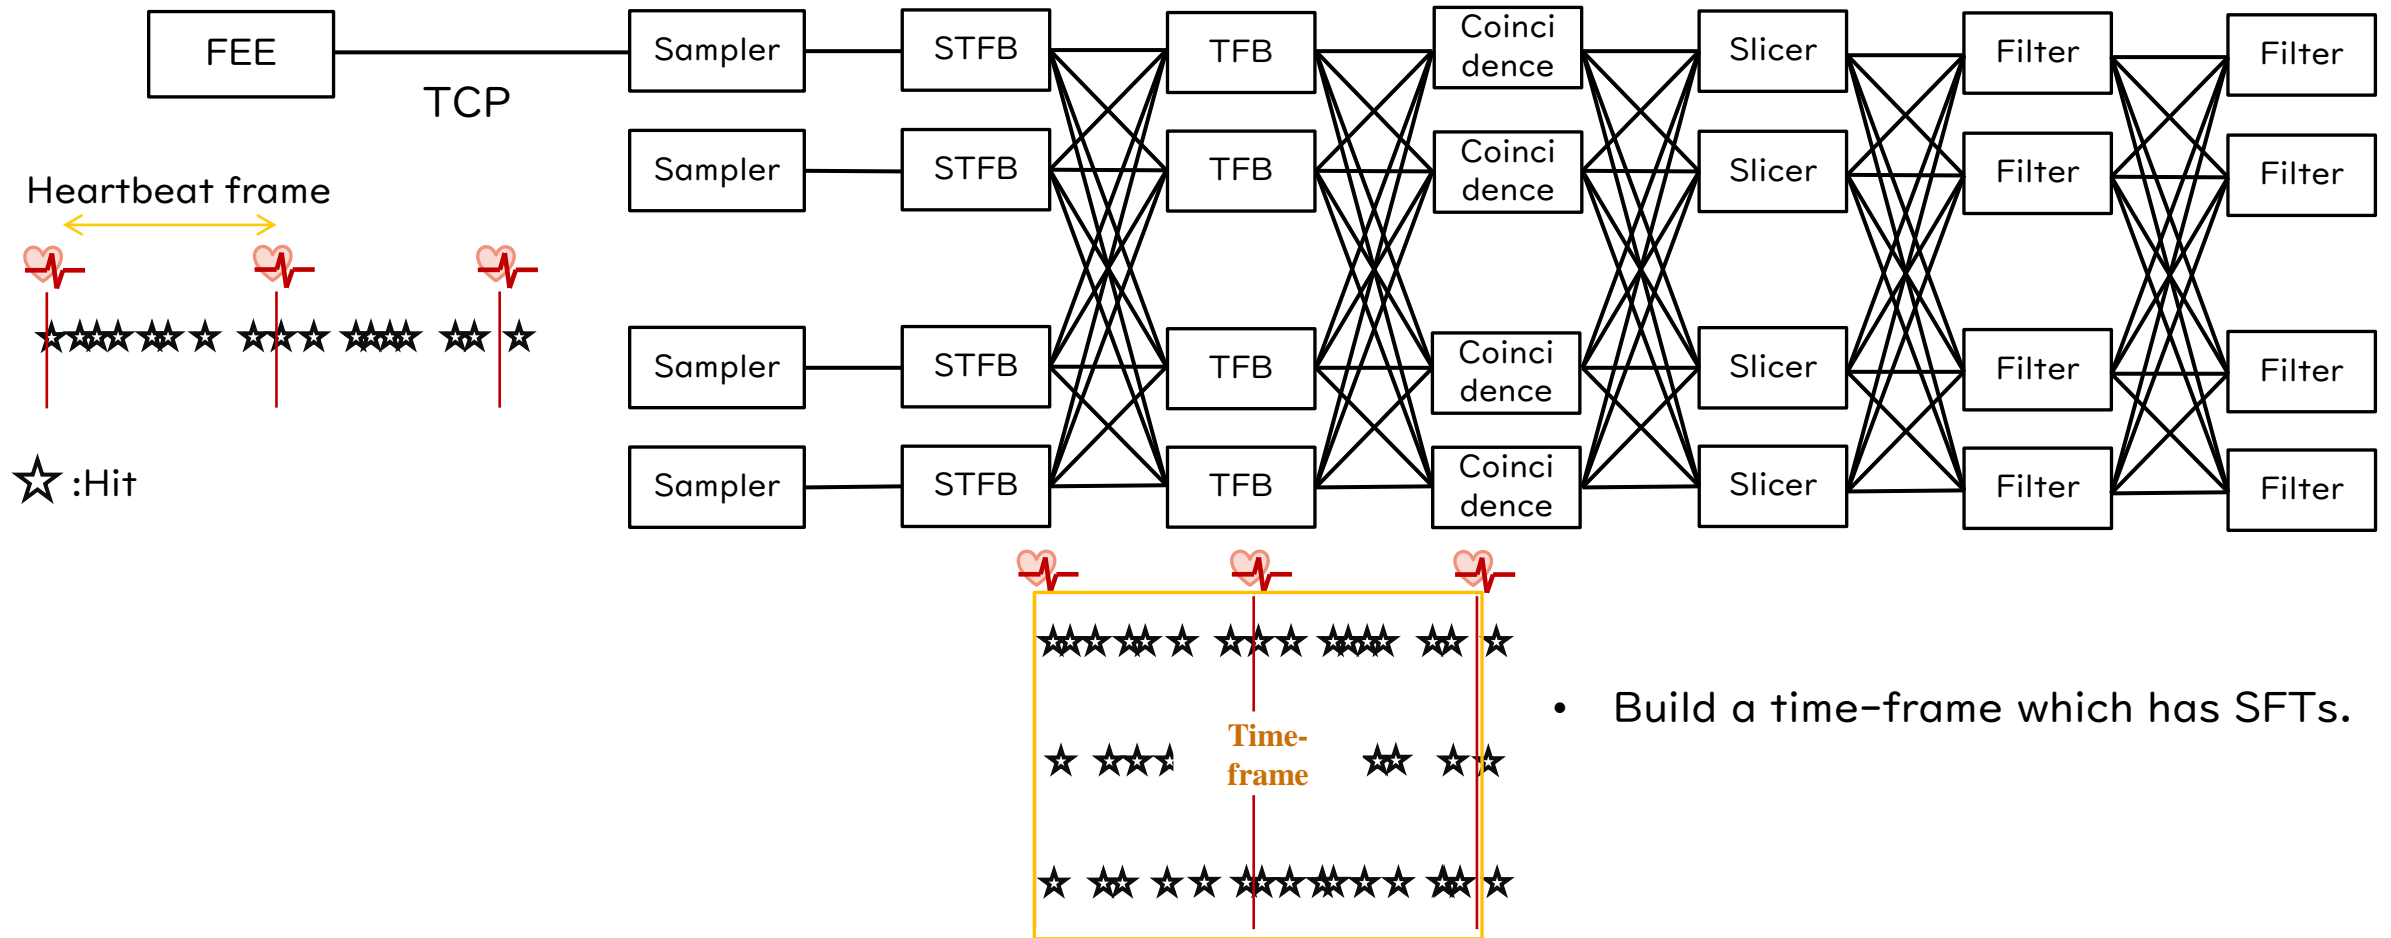 FEE
TCP
Sampler
STFB
TFB
Coinci
dence
Slicer
Filter
Filter
Sampler
STFB
TFB
Coinci
dence
Slicer
Filter
Filter
Heartbeat frame
Sampler
STFB
TFB
Coinci
dence
Slicer
Filter
Filter
Sampler
STFB
TFB
Coinci
dence
Slicer
Filter
Filter
:Hit
Time-
frame
• Build a time-frame which has SFTs.